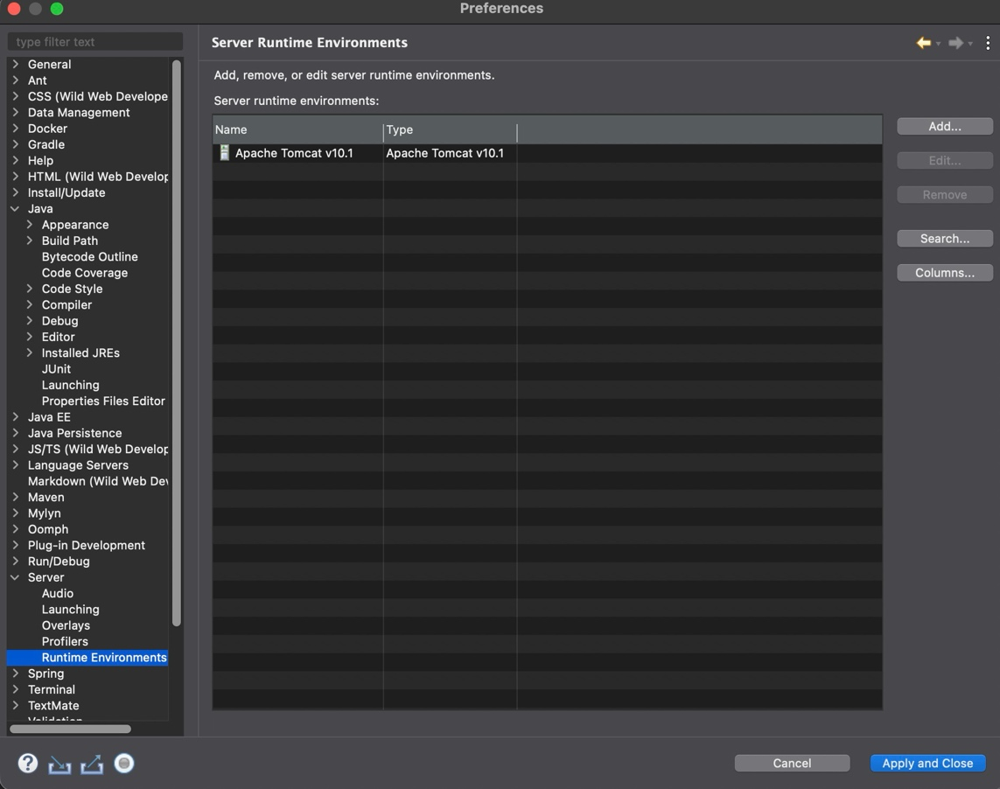 Preferences
type filter text
General
Ant
CSS (Wild Web Develope
Data Management
Docker
Gradle
Help
HTML (Wild Web Develop
Install/Update
Java
Appearance
Build Path
Bytecode Outline
Code Coverage
Code Style
Compiler
Debug
Editor
Installed JREs
JUnit
Launching
Properties Files Editor
Java EE
Java Persistence
JS/TS (Wild Web Develop
Language Servers
Markdown (Wild Web Dev
Maven
Mylyn
Oomph
Plug-in Development
Run/Debug
Server
Audio
Launching
Overlays
Profilers
Runtime Environments
Spring
Terminal
TextMate
Validation
Server Runtime Environments
Add, remove, or edit server runtime environments.
Server runtime environments:
Name Type
Apache Tomcat v10.1 Apache Tomcat v10.1
Add...
Edit...
Remove
Search...
Columns...
?
Cancel Apply and Close